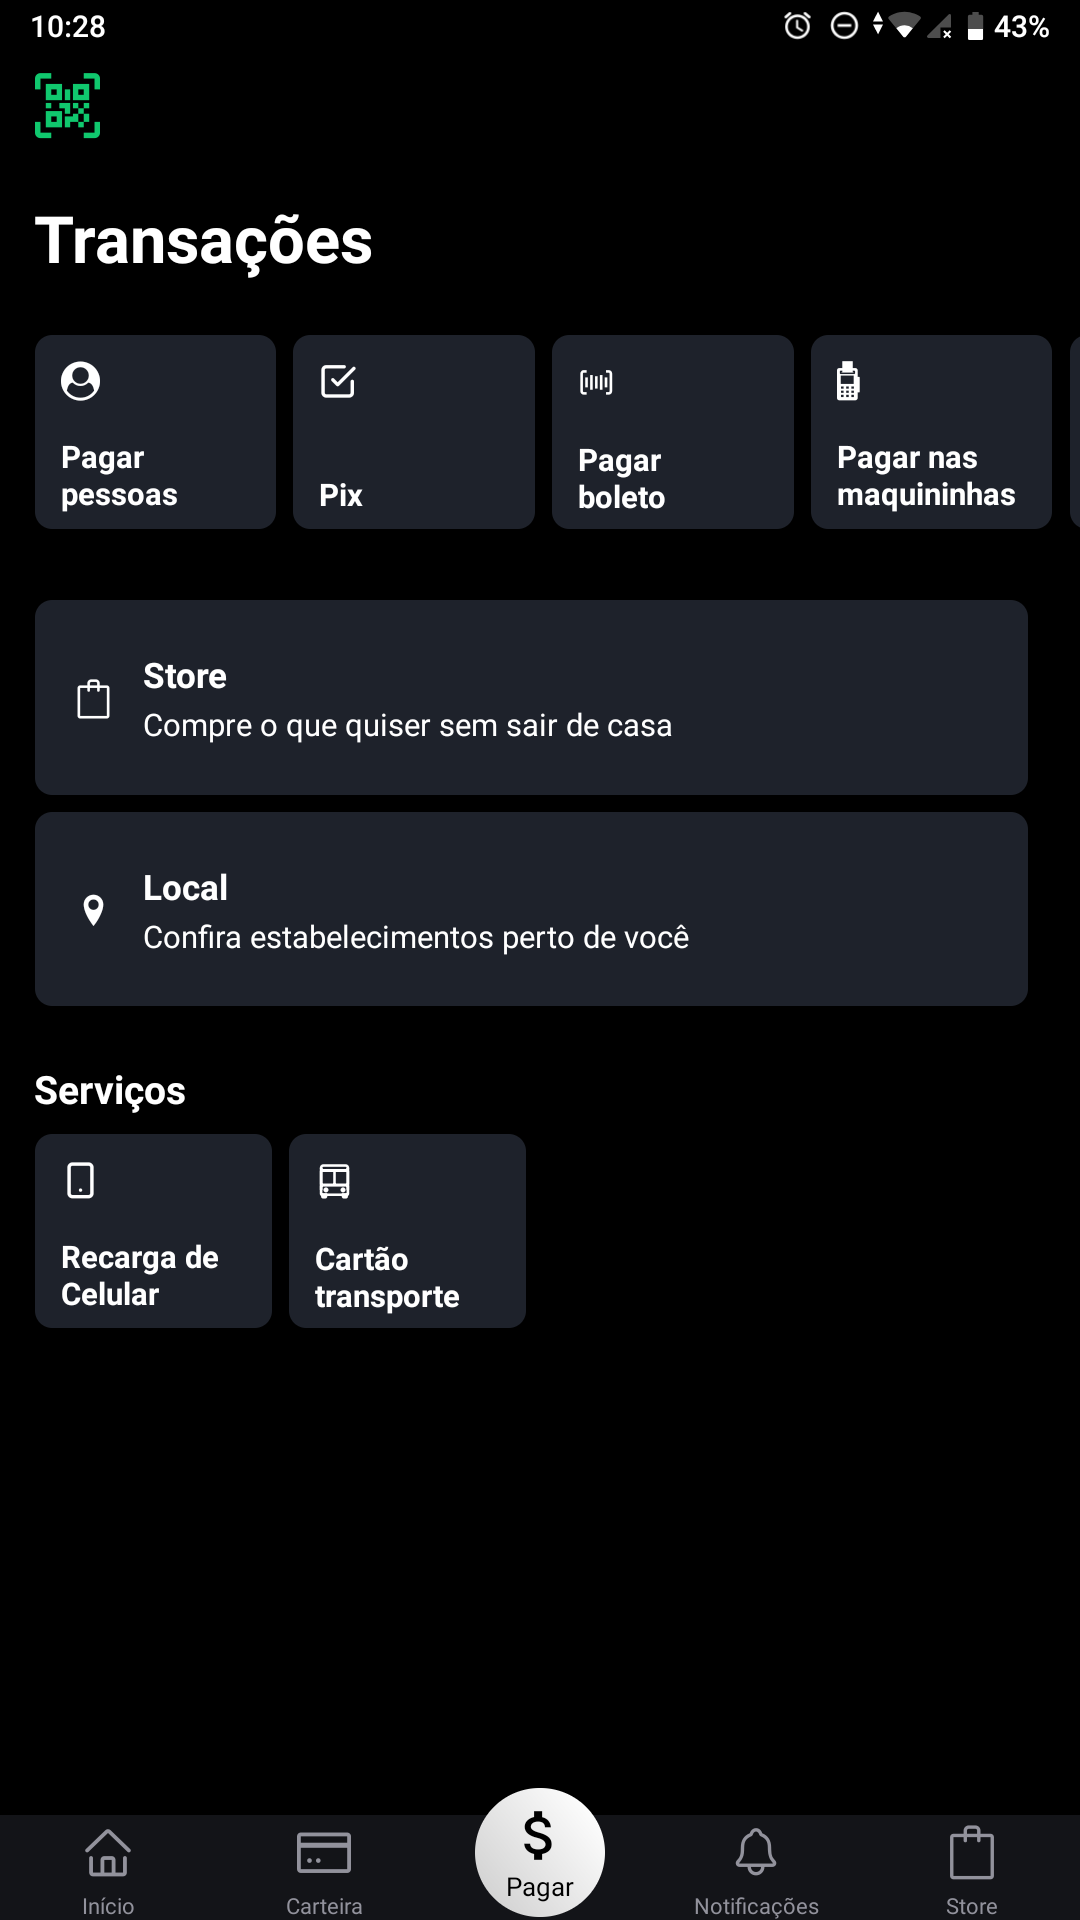 10:28
43%
Transações
Pagar
pessoas
Pix
Pagar
boleto
Pagar nas
maquininhas
Store
Compre o que quiser sem sair de casa
Local
Confira estabelecimentos perto de você
Serviços
Recarga de
Celular
Cartão
transporte
$
Pagar
Início
Carteira
Notificações
Store